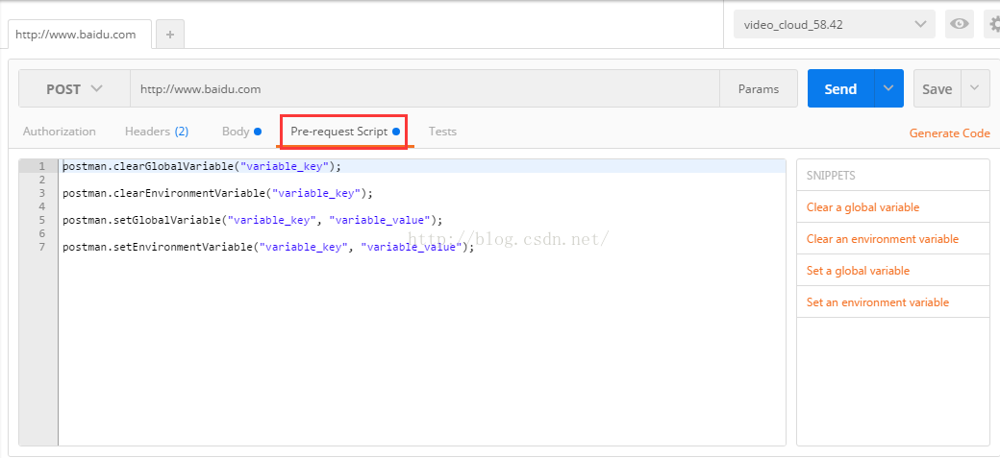 http://www.baidu.com +
video_cloud_58.42
POST http://www.baidu.com Params Send Save
Authorization Headers (2) Body Pre-request Script Tests Generate Code
1 postman.clearGlobalVariable("variable_key");
2
3 postman.clearEnvironmentVariable("variable_key");
4
5 postman.setGlobalVariable("variable_key", "variable_value");
6
7 postman.setEnvironmentVariable("variable_key", "variable_value");
http://blog.csdn.net/
SNIPPETS
Clear a global variable
Clear an environment variable
Set a global variable
Set an environment variable